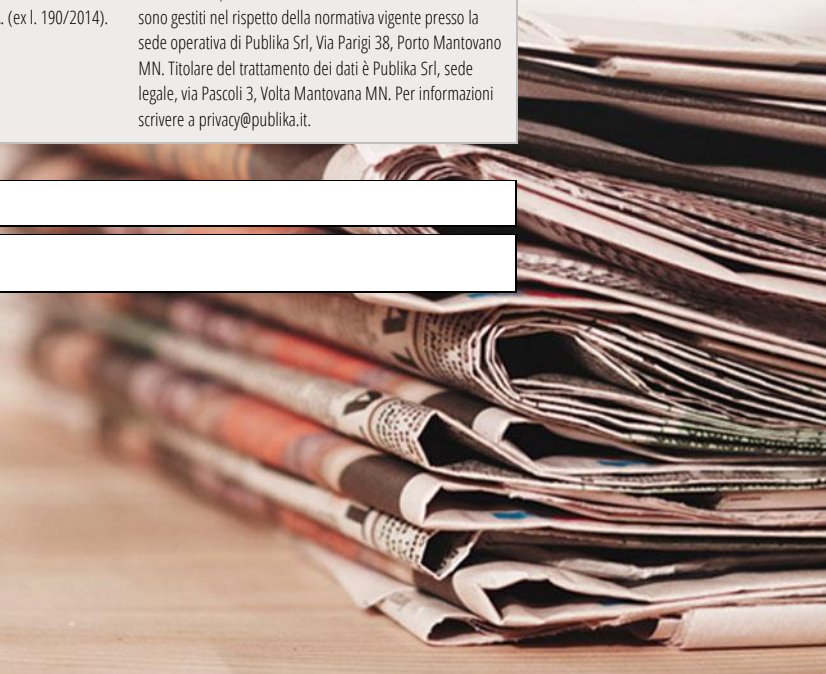 . (ex l. 190/2014).
sono gestiti nel rispetto della normativa vigente presso la
sede operativa di Publika Srl, Via Parigi 38, Porto Mantovano
MN. Titolare del trattamento dei dati è Publika Srl, sede
legale, via Pascoli 3, Volta Mantovana MN. Per informazioni
scrivere a privacy@publika.it.